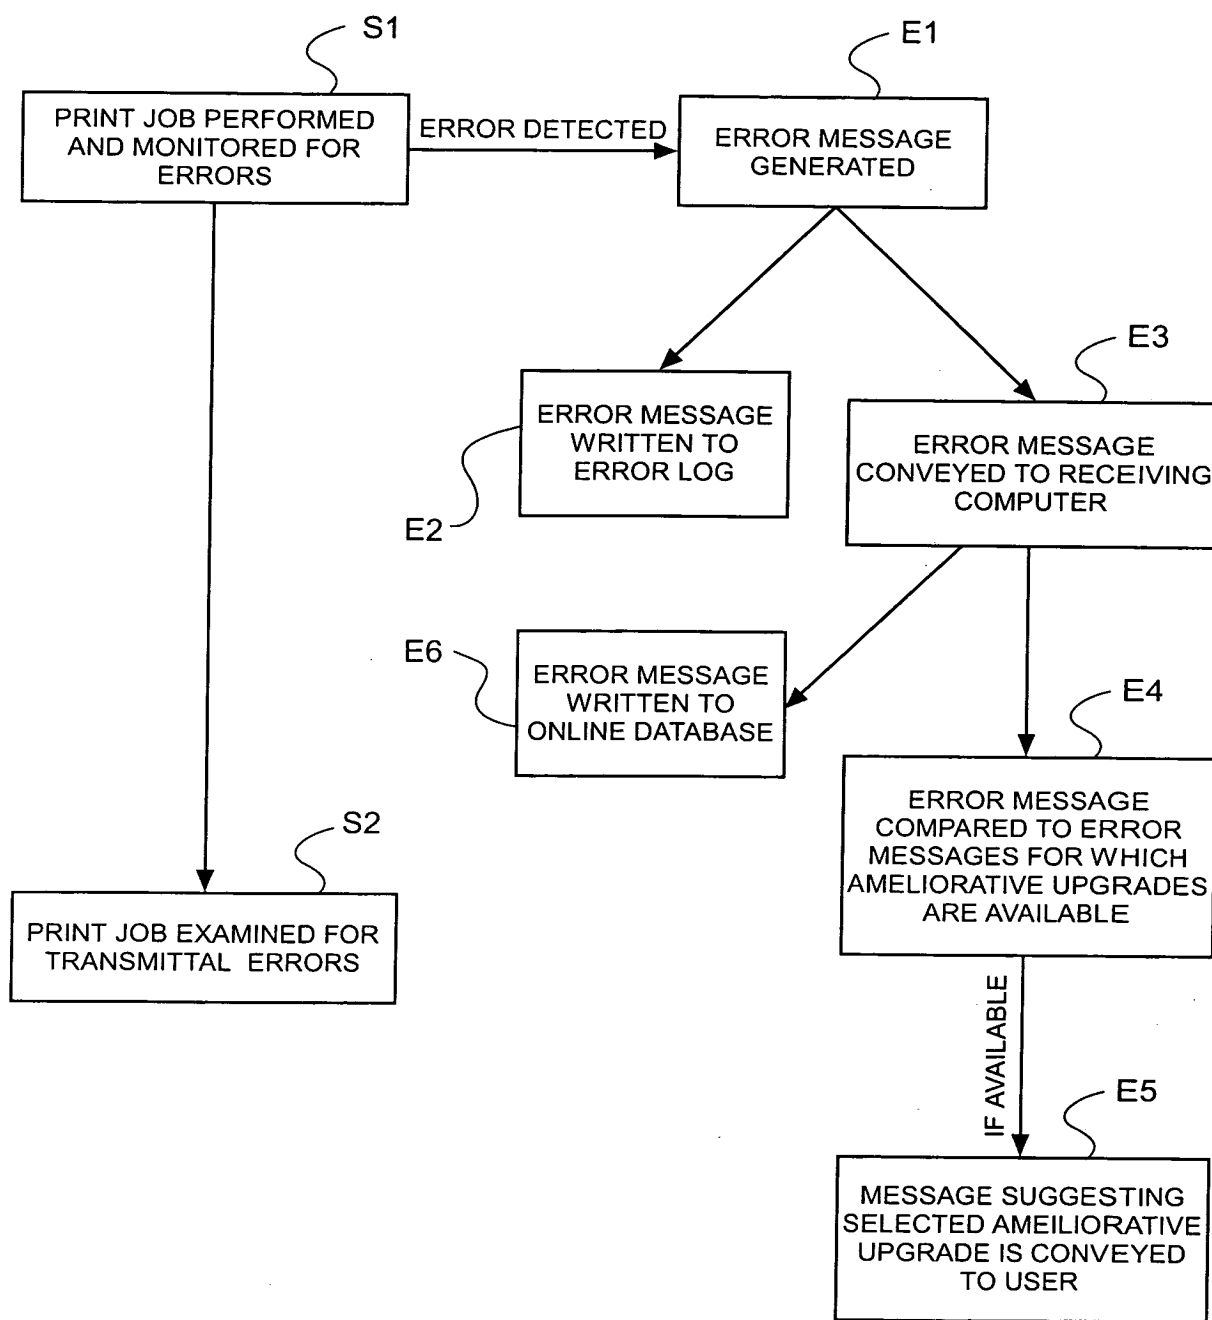 S1
PRINT JOB PERFORMED
AND MONITORED FOR
ERRORS
ERROR DETECTED
E1
ERROR MESSAGE
GENERATED
E2
ERROR MESSAGE
WRITTEN TO
ERROR LOG
E3
ERROR MESSAGE
CONVEYED TO RECEIVING
COMPUTER
E6
ERROR MESSAGE
WRITTEN TO
ONLINE DATABASE
E4
ERROR MESSAGE
COMPARED TO ERROR
MESSAGES FOR WHICH
AMELIORATIVE UPGRADES
ARE AVAILABLE
S2
PRINT JOB EXAMINED FOR
TRANSMITTAL ERRORS
IF AVAILABLE
E5
MESSAGE SUGGESTING
SELECTED AMEILIORATIVE
UPGRADE IS CONVEYED
TO USER